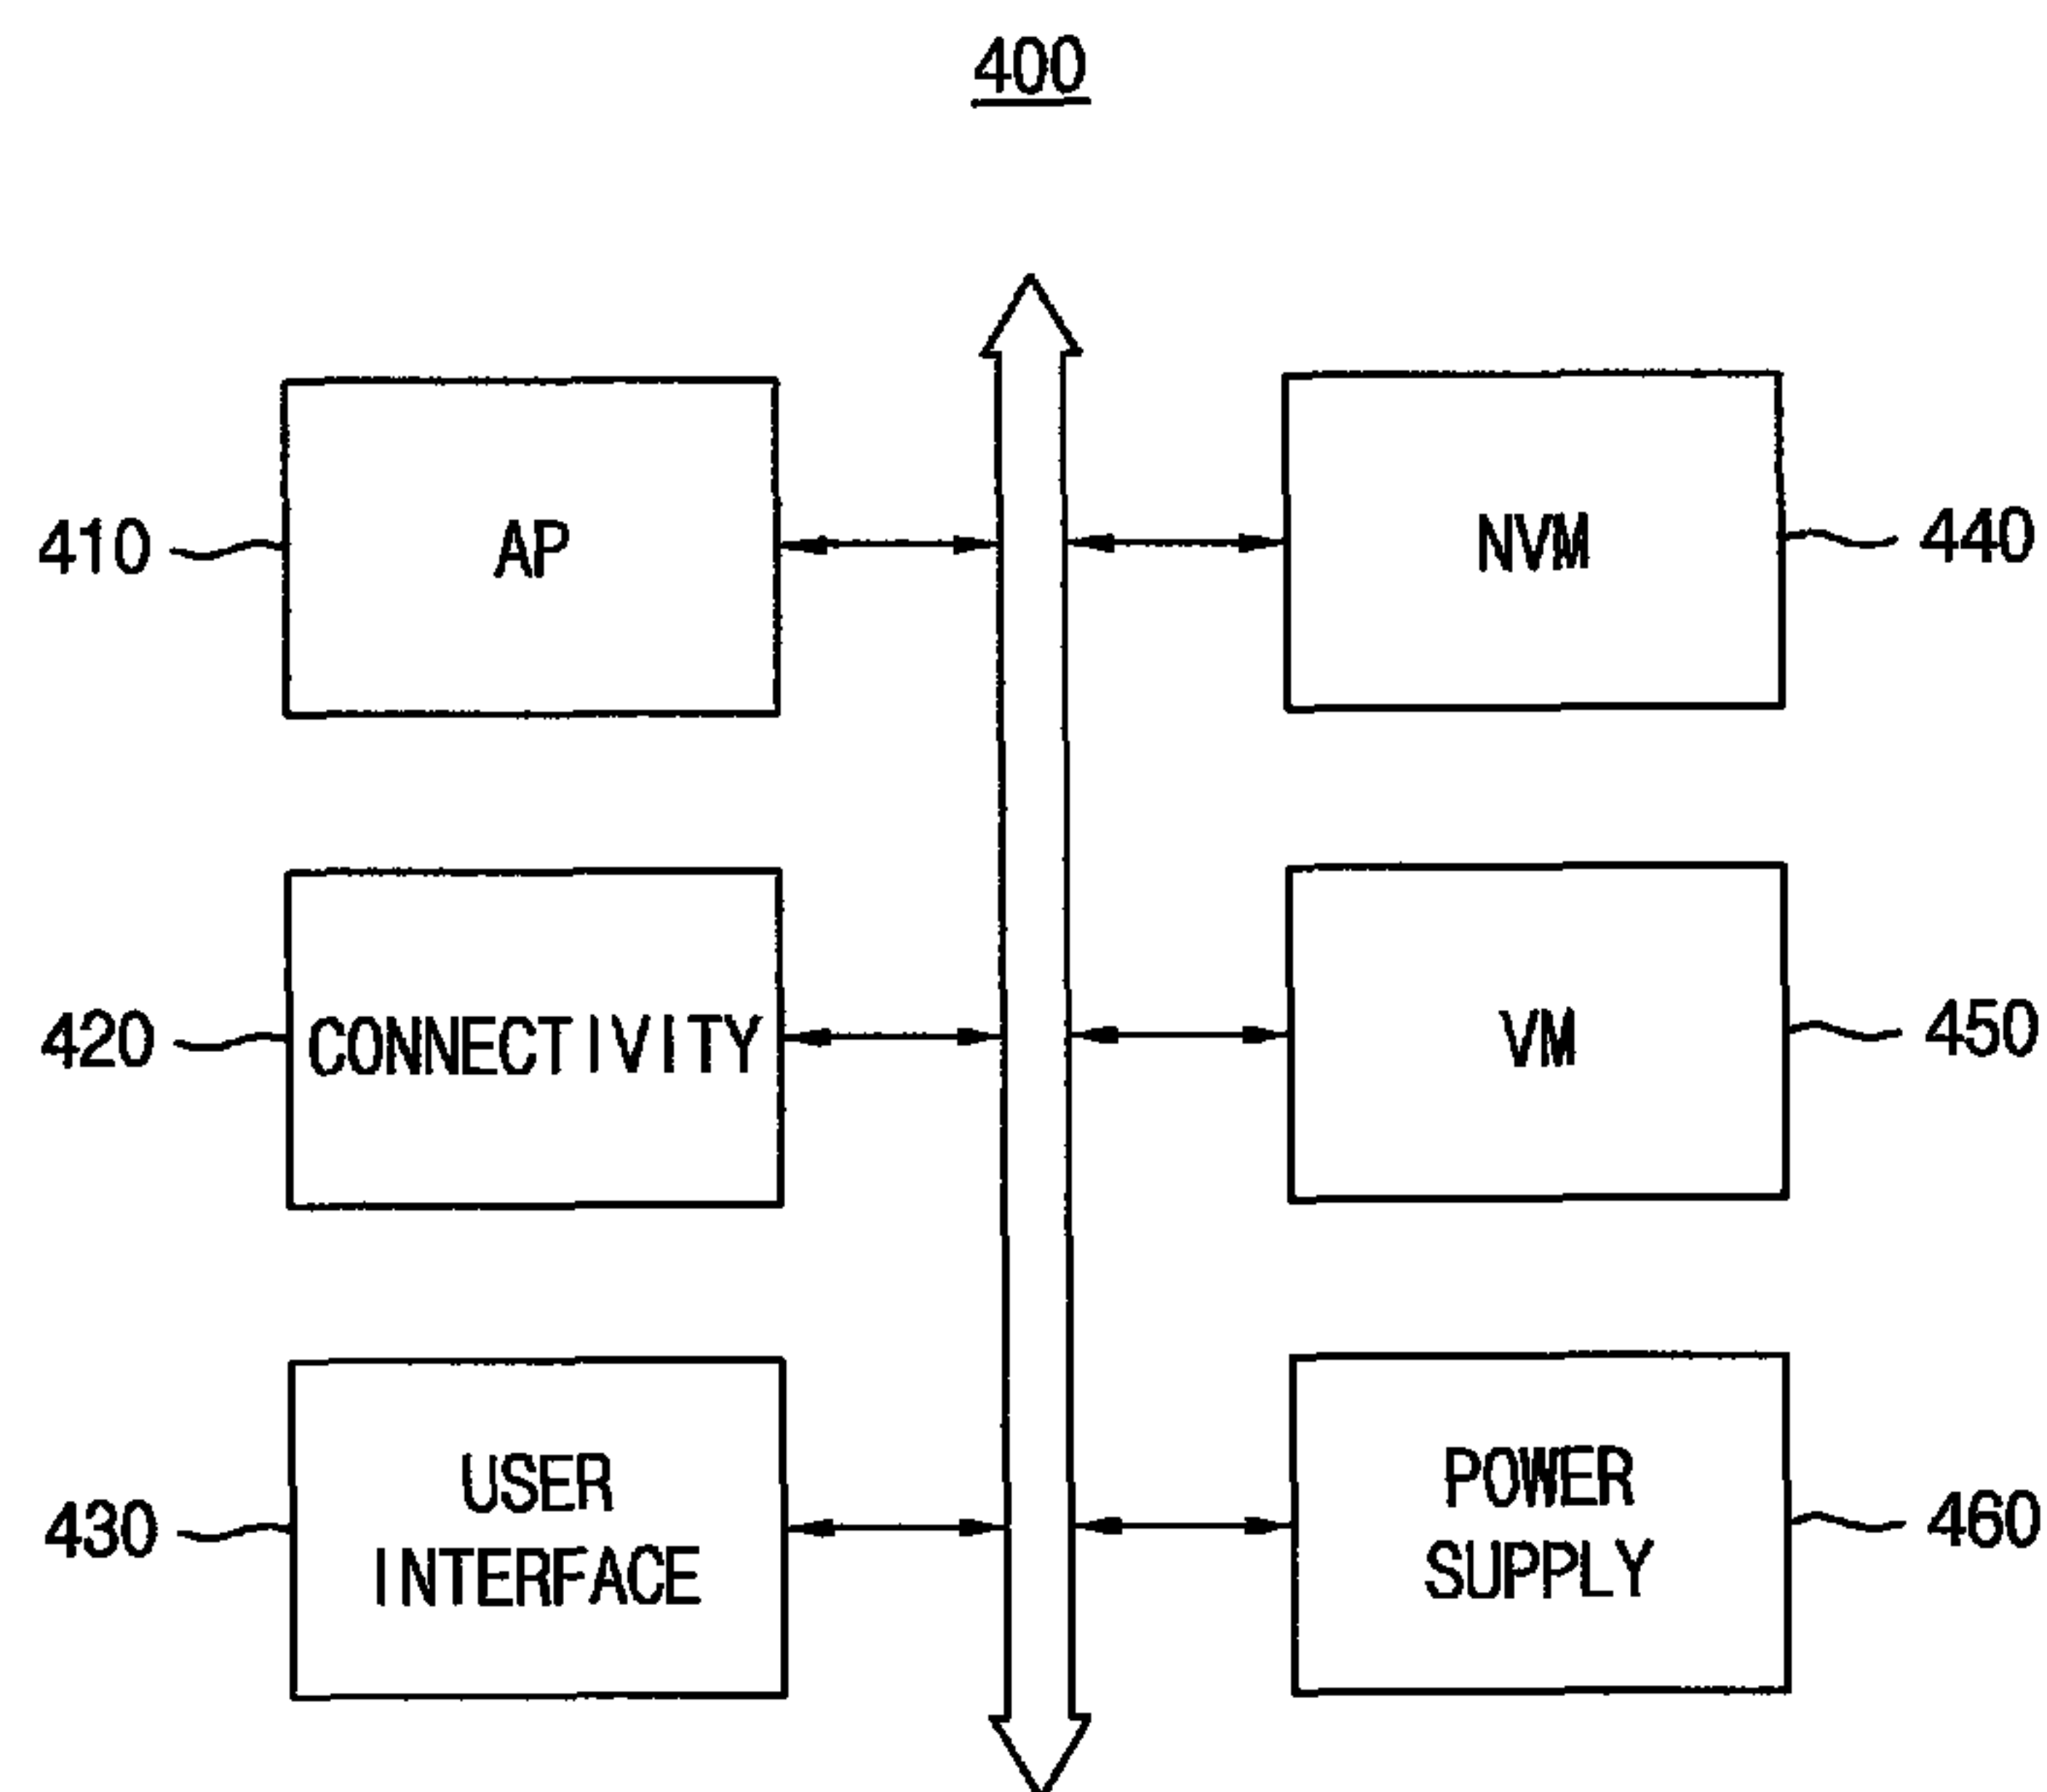 400
410
AP
NVM
440
420
CONNECTIVITY
VM
450
430
USER
INTERFACE
POWER
SUPPLY
460